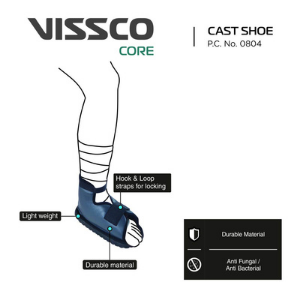 VISSCO
CORE
CAST SHOE
P.C. No. 0804
Hook & Loop
straps for locking
Light weight
Durable material
Durable Material
Anti Fungal /
Anti Bacterial